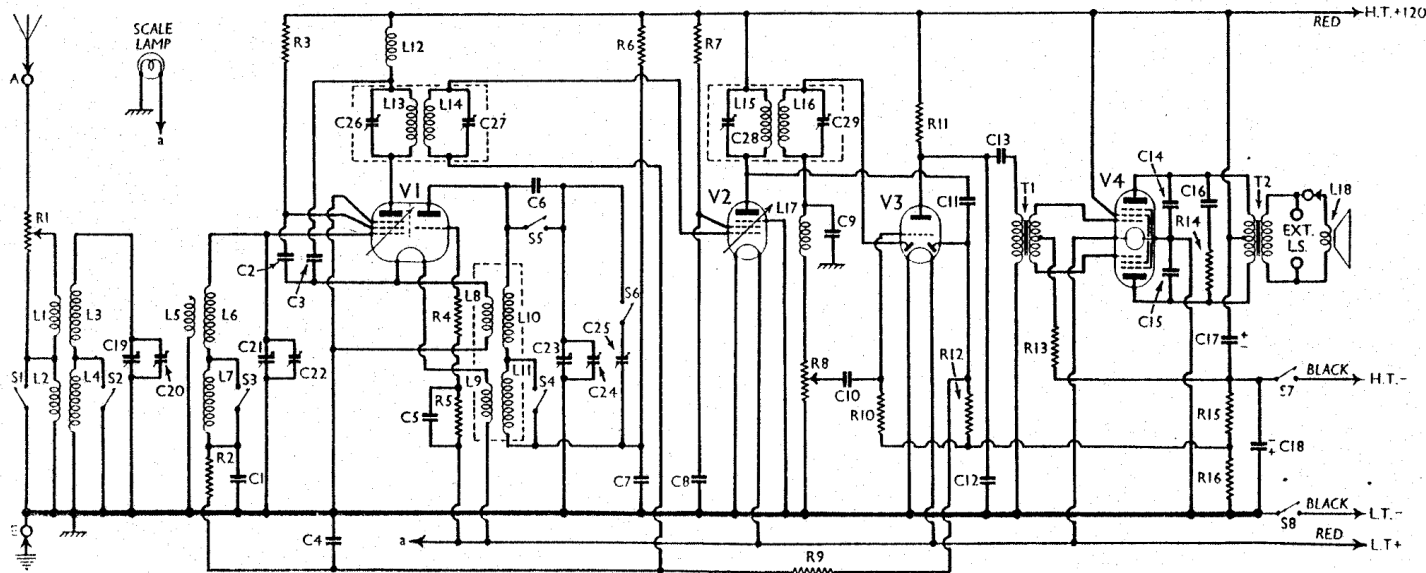 SCALE
LAMP
A
a
R1
L1
L2
S1
L3
L4
S2
C19
C20
L5
L6
L7
S3
R2
C1
C21
C22
R3
L12
L13
L14
C26
C27
V1
C2
C3
C4
R4
R5
C5
L8
L9
L10
L11
S4
C6
S5
C23
C24
C25
S6
a
R6
R7
C7
C8
L15
L16
C28
C29
V2
L17
C9
R8
C10
R9
R10
R11
V3
C11
R12
C12
C13
T1
R13
V4
C14
C15
C16
R14
T2
EXT.
L.S.
L18
C17
+
-
R15
R16
C18
-
+
S7
S8
RED
H.T.+120
BLACK
H.T.-
BLACK
L.T.-
RED
L.T+